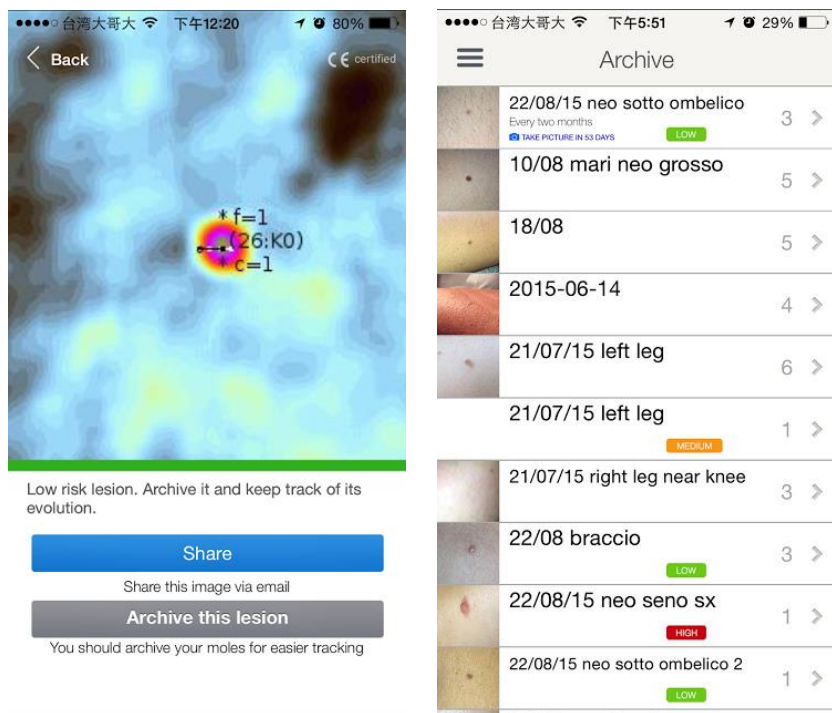 台湾大哥大 下午12:20 80%
Back CE certified
* f=1
(26:K0)
* c=1
Low risk lesion. Archive it and keep track of its
evolution.
Share
Share this image via email
Archive this lesion
You should archive your moles for easier tracking
台湾大哥大 下午5:51 29%
Archive
22/08/15 neo sotto ombelico
Every two months
TAKE PICTURE IN 53 DAYS
LOW
3
10/08 mari neo grosso
5
18/08
5
2015-06-14
4
21/07/15 left leg
6
21/07/15 left leg
MEDIUM
1
21/07/15 right leg near knee
3
22/08 braccio
LOW
3
22/08/15 neo seno sx
HIGH
1
22/08/15 neo sotto ombelico 2
LOW
1